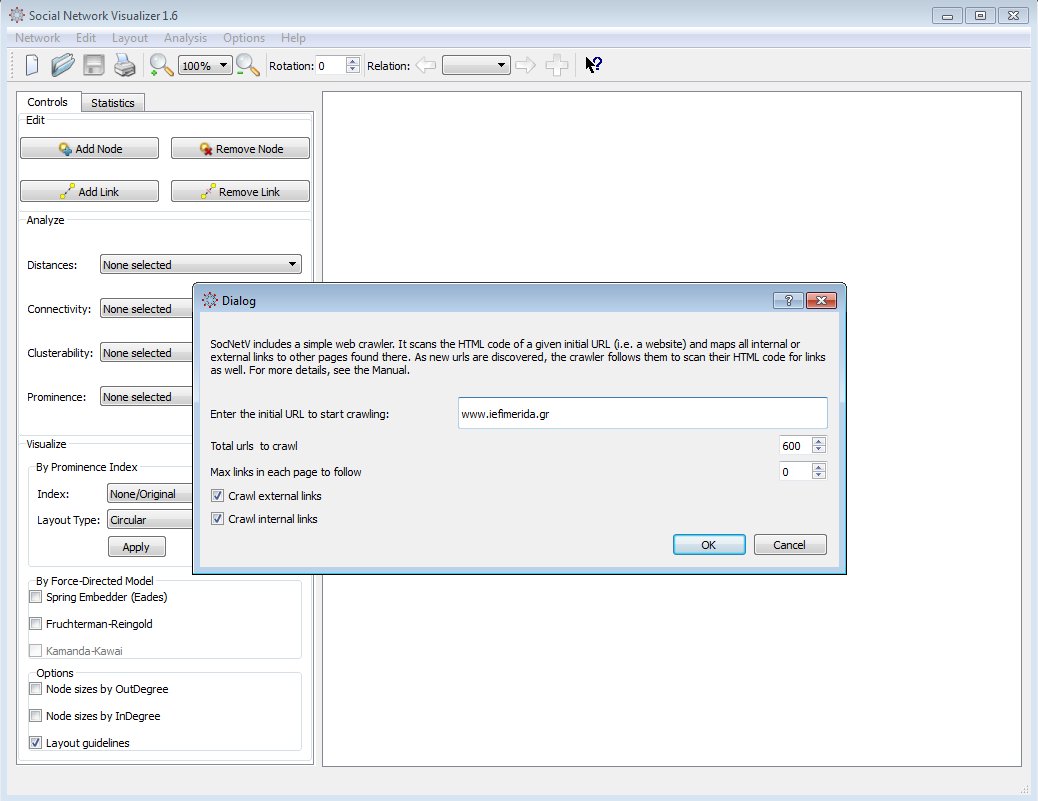 Social Network Visualizer 1.6
Network Edit Layout Analysis Options Help
100% Rotation: 0 Relation:
Controls Statistics
Edit
Add Node Remove Node
Add Link Remove Link
Analyze
Distances: None selected
Connectivity: None selected
Clusterability: None selected
Prominence: None selected
Visualize
By Prominence Index
Index: None/Original
Layout Type: Circular
Apply
By Force-Directed Model
Spring Embedder (Eades)
Fruchterman-Reingold
Kamanda-Kawai
Options
Node sizes by OutDegree
Node sizes by InDegree
Layout guidelines
Dialog
SocNetV includes a simple web crawler. It scans the HTML code of a given initial URL (i.e. a website) and maps all internal or
external links to other pages found there. As new urls are discovered, the crawler follows them to scan their HTML code for links
as well. For more details, see the Manual.
Enter the initial URL to start crawling: www.iefimerida.gr
Total urls to crawl 600
Max links in each page to follow 0
Crawl external links
Crawl internal links
OK Cancel